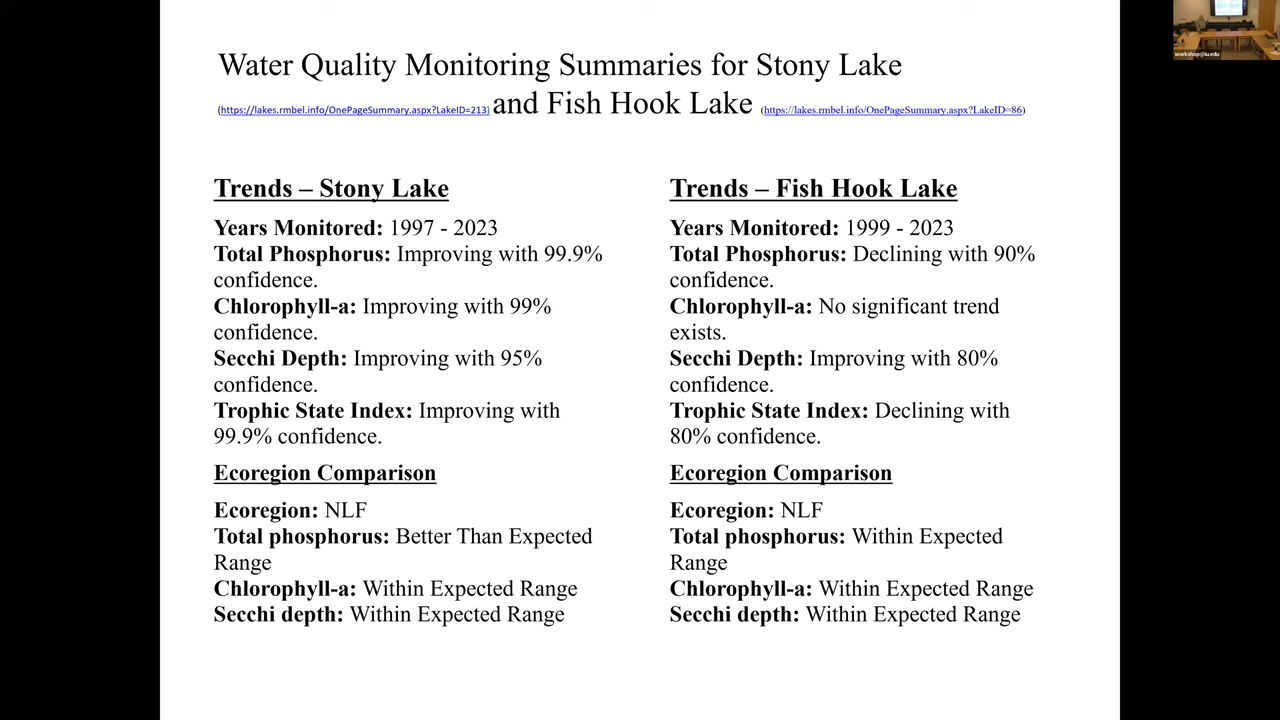 Water Quality Monitoring Summaries for Stony Lake
(https://lakes.rmbel.info/OnePageSummary.aspx?LakeID=213) and Fish Hook Lake (https://lakes.rmbel.info/OnePageSummary.aspx?LakeID=86)
Trends – Stony Lake
Years Monitored: 1997 - 2023
Total Phosphorus: Improving with 99.9%
confidence.
Chlorophyll-a: Improving with 99%
confidence.
Secchi Depth: Improving with 95%
confidence.
Trophic State Index: Improving with
99.9% confidence.
Ecoregion Comparison
Ecoregion: NLF
Total phosphorus: Better Than Expected
Range
Chlorophyll-a: Within Expected Range
Secchi depth: Within Expected Range
Trends – Fish Hook Lake
Years Monitored: 1999 - 2023
Total Phosphorus: Declining with 90%
confidence.
Chlorophyll-a: No significant trend
exists.
Secchi Depth: Improving with 80%
confidence.
Trophic State Index: Declining with
80% confidence.
Ecoregion Comparison
Ecoregion: NLF
Total phosphorus: Within Expected
Range
Chlorophyll-a: Within Expected Range
Secchi depth: Within Expected Range
workshop@iu.edu